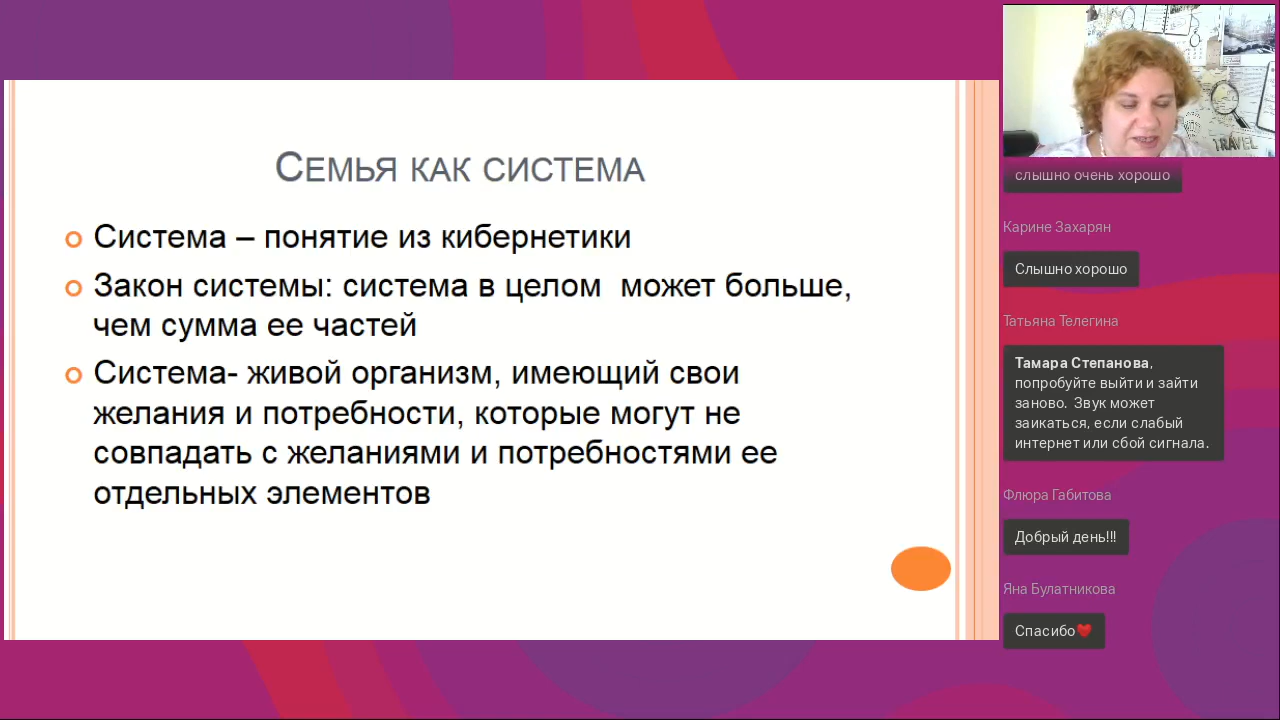 Семья как система
Система – понятие из кибернетики
Закон системы: система в целом может больше,
чем сумма ее частей
Система- живой организм, имеющий свои
желания и потребности, которые могут не
совпадать с желаниями и потребностями ее
отдельных элементов
TRAVEL
слышно очень хорошо
Карине Захарян
Слышно хорошо
Татьяна Телегина
Тамара Степанова,
попробуйте выйти и зайти
заново. Звук может
заикаться, если слабый
интернет или сбой сигнала.
Флюра Габитова
Добрый день!!!
Яна Булатникова
Спасибо❤️